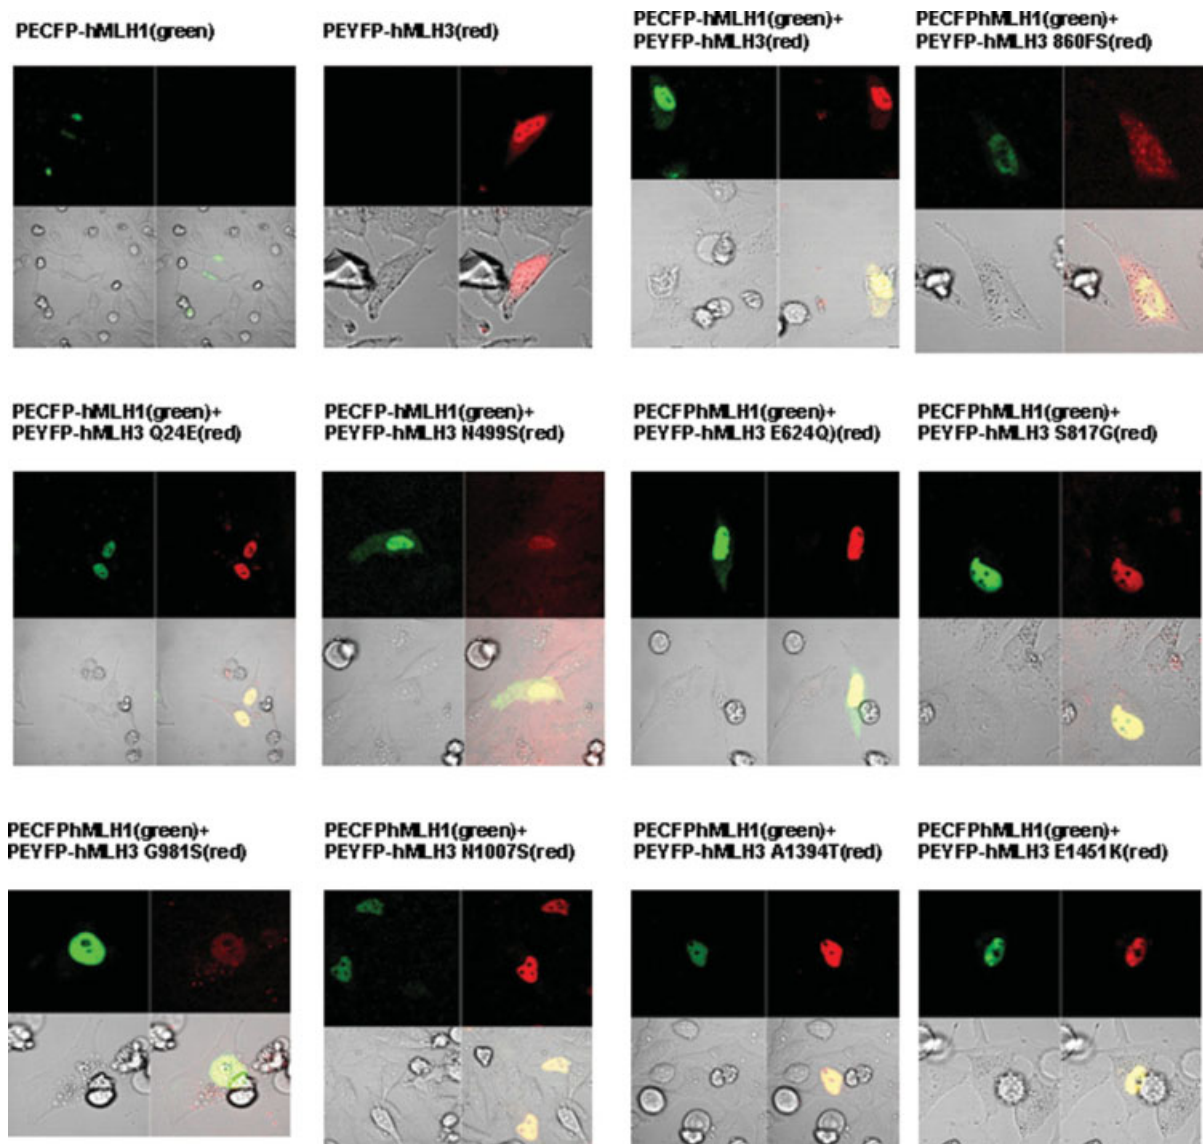 PECFP-hMLH1(green)
PEYFP-hMLH3(red)
PECFP-hMLH1(green)+
PEYFP-hMLH3(red)
PECFPhMLH1(green)+
PEYFP-hMLH3 860FS(red)
PECFP-hMLH1(green)+
PEYFP-hMLH3 Q24E(red)
PECFP-hMLH1(green)+
PEYFP-hMLH3 N499S(red)
PECFPhMLH1(green)+
PEYFP-hMLH3 E624Q)(red)
PECFPhMLH1(green)+
PEYFP-hMLH3 S817G(red)
PECFPhMLH1(green)+
PEYFP-hMLH3 G981S(red)
PECFPhMLH1(green)+
PEYFP-hMLH3 N1007S(red)
PECFPhMLH1(green)+
PEYFP-hMLH3 A1394T(red)
PECFPhMLH1(green)+
PEYFP-hMLH3 E1451K(red)